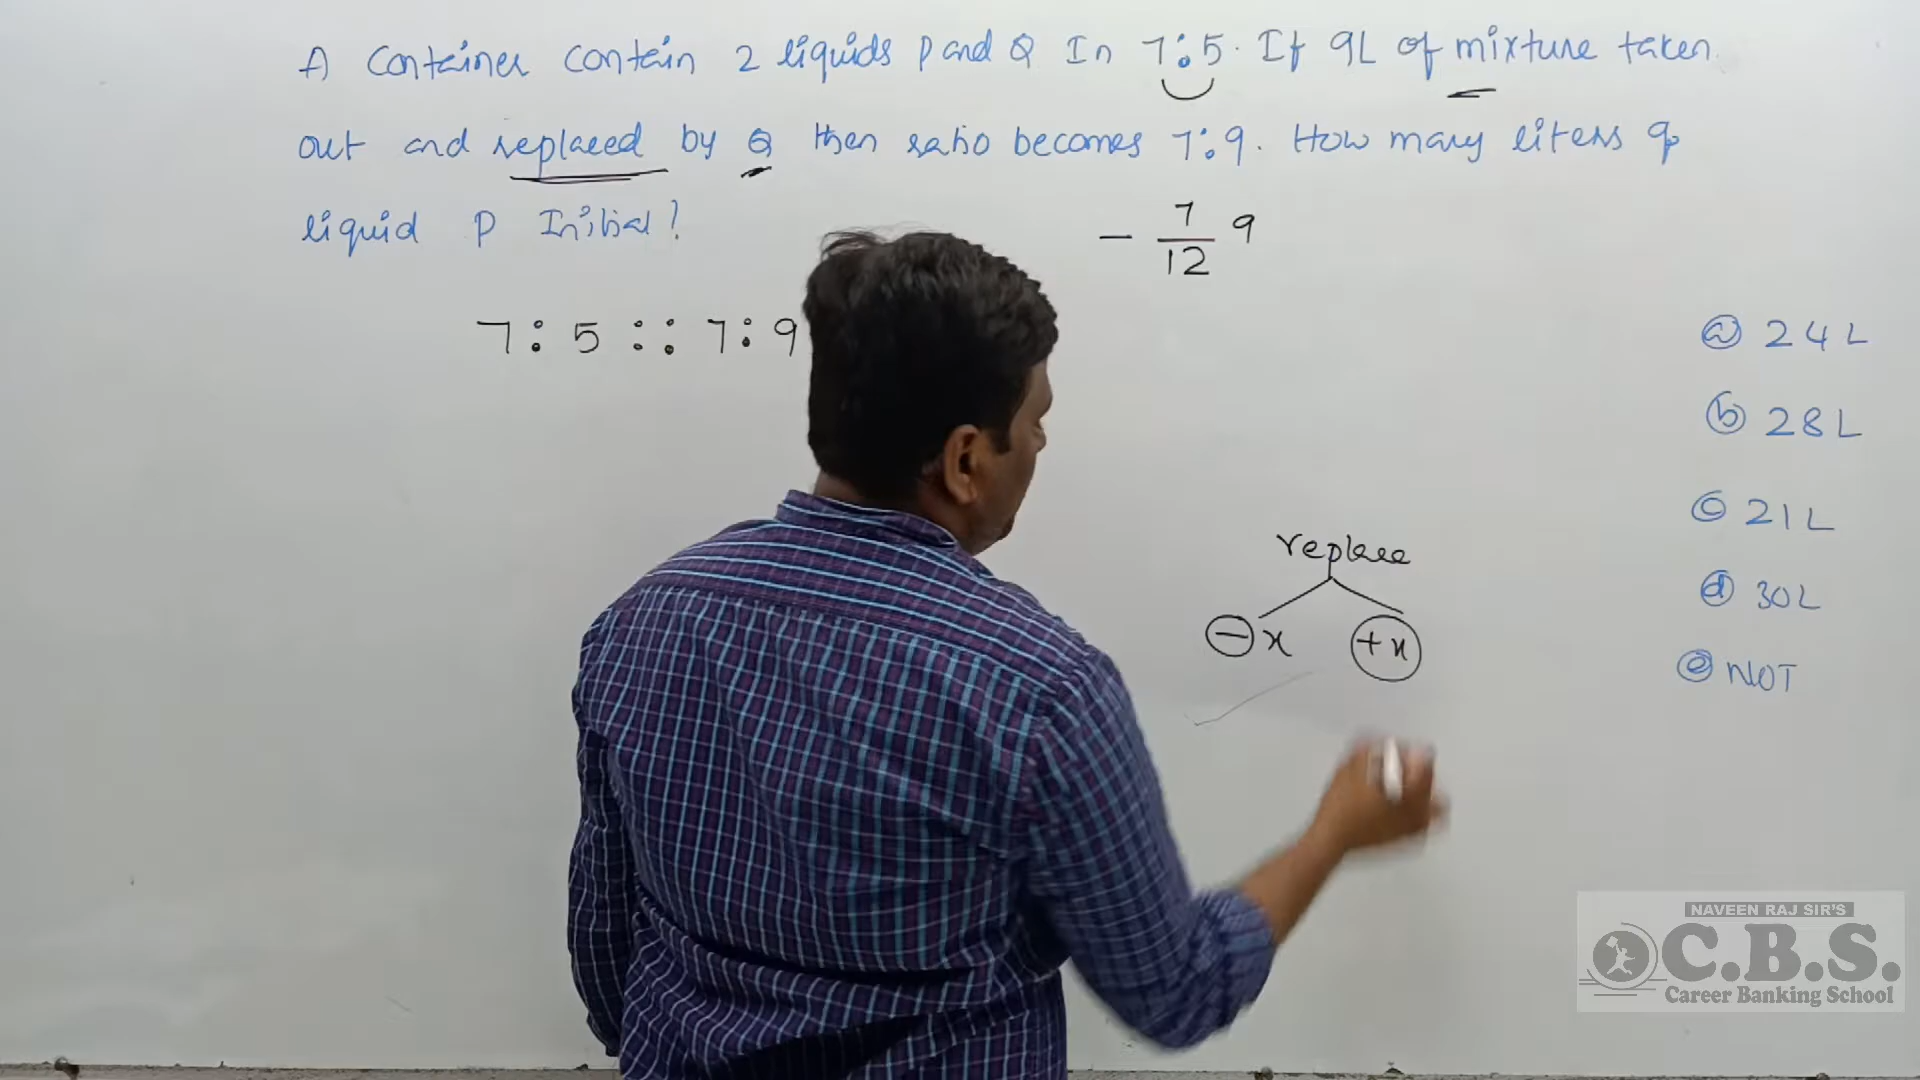 A Container contain 2 liquids P and Q In 7:5. If 9L of mixture taken
out and replaced by Q then ratio becomes 7:9. How many liters of
liquid P Initial?
- 7/12 9
7:5::7:9
replace
- x + x
a 24L
b 28L
c 21L
d 30L
e NOT
NAVEEN RAJ SIR'S
C.B.S.
Career Banking School